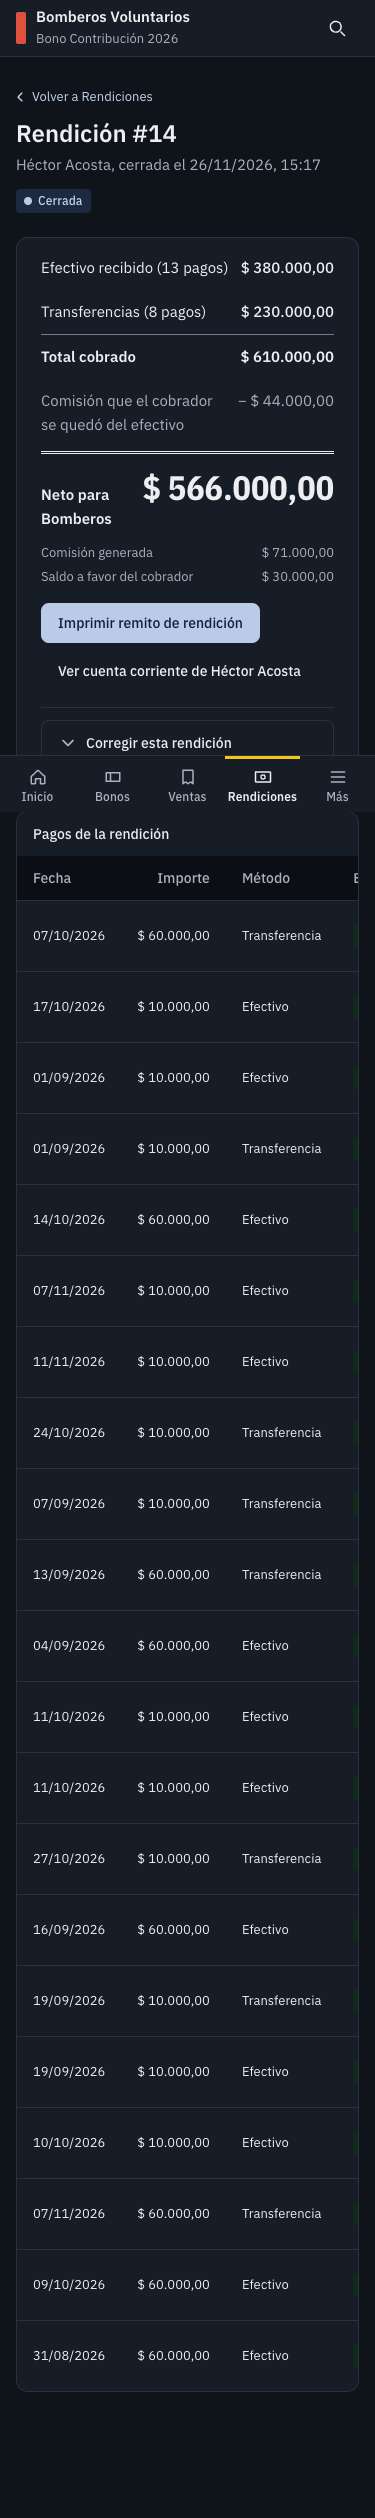 Bomberos Voluntarios
Bono Contribución 2026
Volver a Rendiciones
Rendición #14
Héctor Acosta, cerrada el 26/11/2026, 15:17
Cerrada
Efectivo recibido (13 pagos) $ 380.000,00
Transferencias (8 pagos) $ 230.000,00
Total cobrado $ 610.000,00
Comisión que el cobrador − $ 44.000,00
se quedó del efectivo
Neto para $ 566.000,00
Bomberos
Comisión generada $ 71.000,00
Saldo a favor del cobrador $ 30.000,00
Imprimir remito de rendición
Ver cuenta corriente de Héctor Acosta
Corregir esta rendición
Inicio Bonos Ventas Rendiciones Más
Pagos de la rendición
Fecha Importe Método
07/10/2026 $ 60.000,00 Transferencia
17/10/2026 $ 10.000,00 Efectivo
01/09/2026 $ 10.000,00 Efectivo
01/09/2026 $ 10.000,00 Transferencia
14/10/2026 $ 60.000,00 Efectivo
07/11/2026 $ 10.000,00 Efectivo
11/11/2026 $ 10.000,00 Efectivo
24/10/2026 $ 10.000,00 Transferencia
07/09/2026 $ 10.000,00 Transferencia
13/09/2026 $ 60.000,00 Transferencia
04/09/2026 $ 60.000,00 Efectivo
11/10/2026 $ 10.000,00 Efectivo
11/10/2026 $ 10.000,00 Efectivo
27/10/2026 $ 10.000,00 Transferencia
16/09/2026 $ 60.000,00 Efectivo
19/09/2026 $ 10.000,00 Transferencia
19/09/2026 $ 10.000,00 Efectivo
10/10/2026 $ 10.000,00 Efectivo
07/11/2026 $ 60.000,00 Transferencia
09/10/2026 $ 60.000,00 Efectivo
31/08/2026 $ 60.000,00 Efectivo